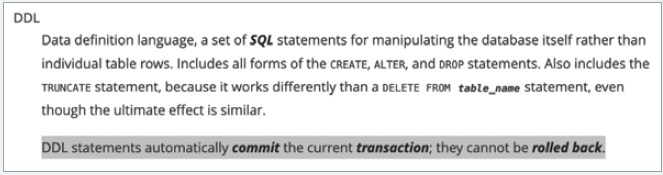 DDL
Data definition language, a set of SQL statements for manipulating the database itself rather than
individual table rows. Includes all forms of the CREATE, ALTER, and DROP statements. Also includes the
TRUNCATE statement, because it works differently than a DELETE FROM table_name statement, even
though the ultimate effect is similar.
DDL statements automatically commit the current transaction; they cannot be rolled back.